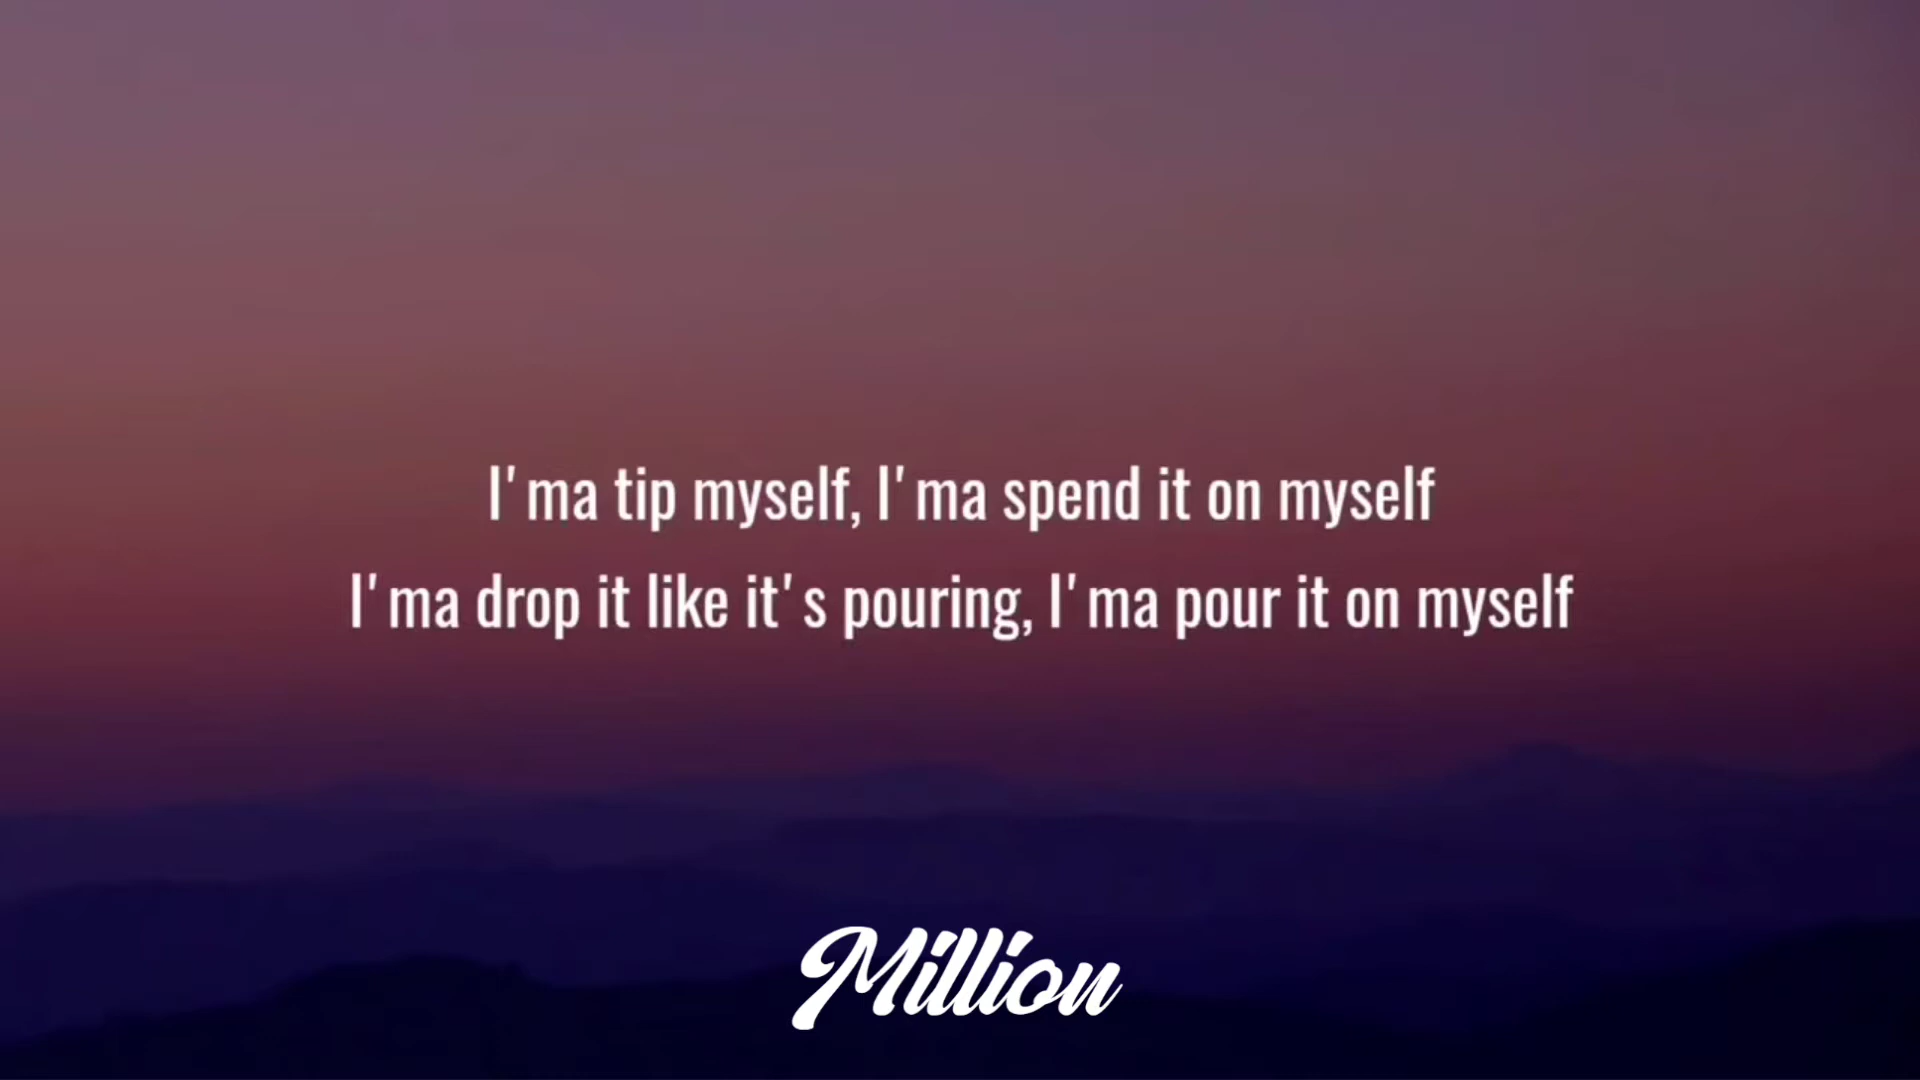 I'ma tip myself, I'ma spend it on myself
I'ma drop it like it's pouring, I'ma pour it on myself
Million